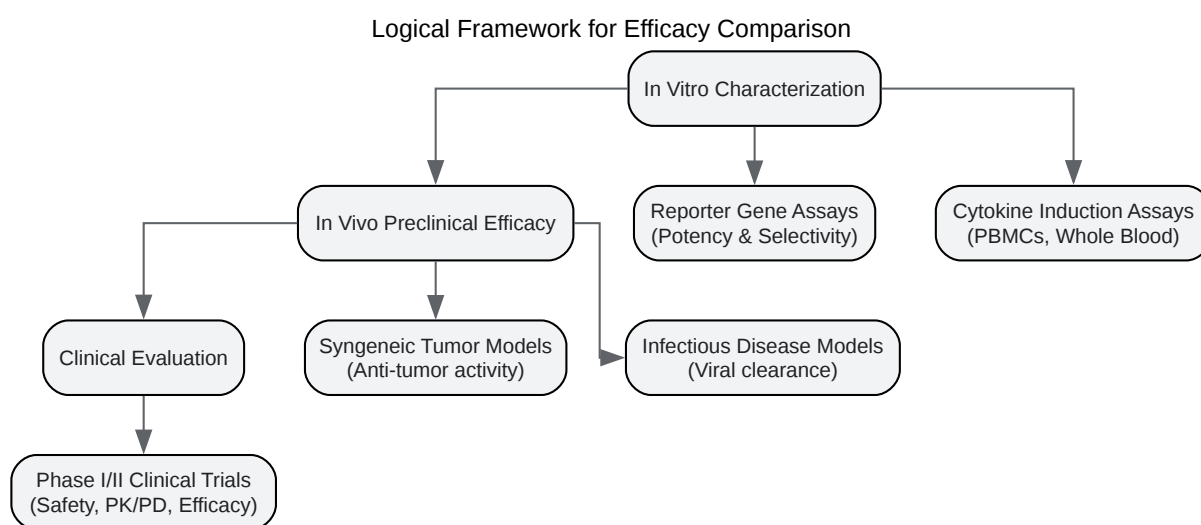 Logical Framework for Efficacy Comparison
In Vitro Characterization
In Vivo Preclinical Efficacy
Reporter Gene Assays
(Potency & Selectivity)
Cytokine Induction Assays
(PBMCs, Whole Blood)
Clinical Evaluation
Syngeneic Tumor Models
(Anti-tumor activity)
Infectious Disease Models
(Viral clearance)
Phase I/II Clinical Trials
(Safety, PK/PD, Efficacy)